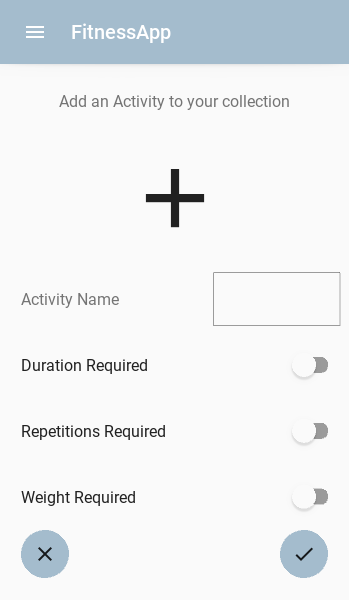 FitnessApp
Add an Activity to your collection
Activity Name
Duration Required
Repetitions Required
Weight Required